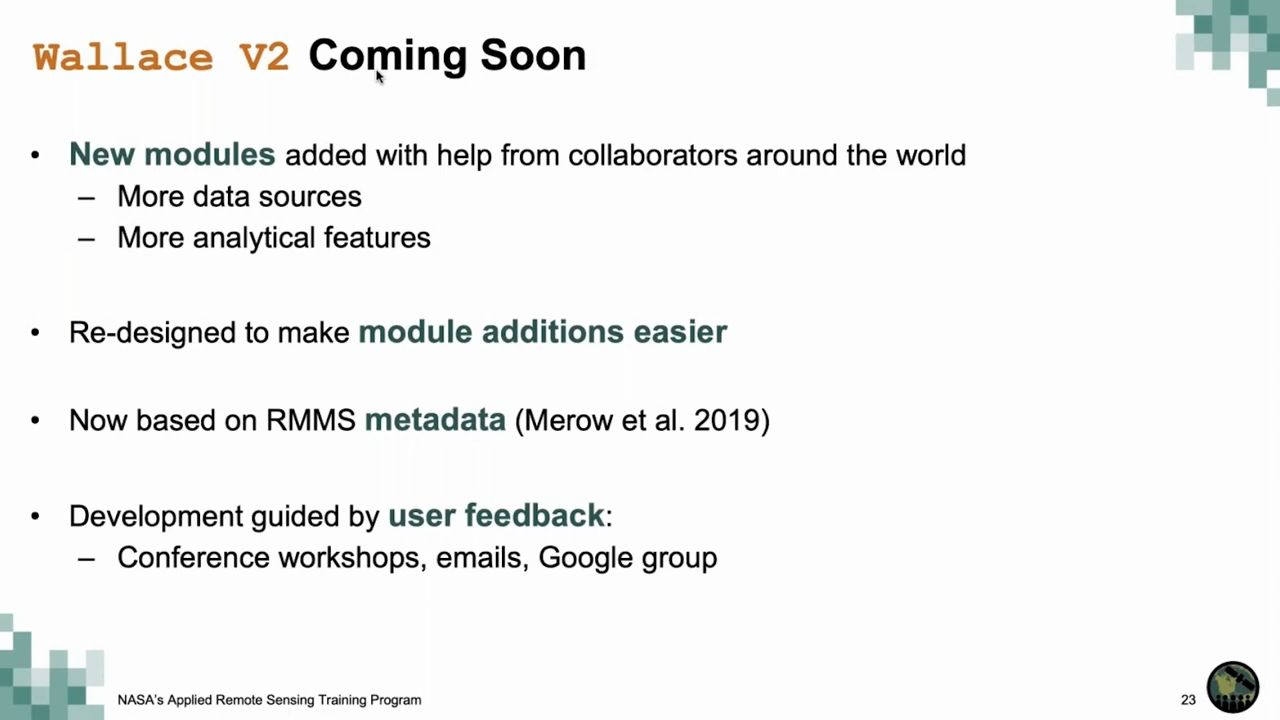 Wallace V2 Coming Soon
• New modules added with help from collaborators around the world
– More data sources
– More analytical features
• Re-designed to make module additions easier
• Now based on RMMS metadata (Merow et al. 2019)
• Development guided by user feedback:
– Conference workshops, emails, Google group
NASA's Applied Remote Sensing Training Program
23